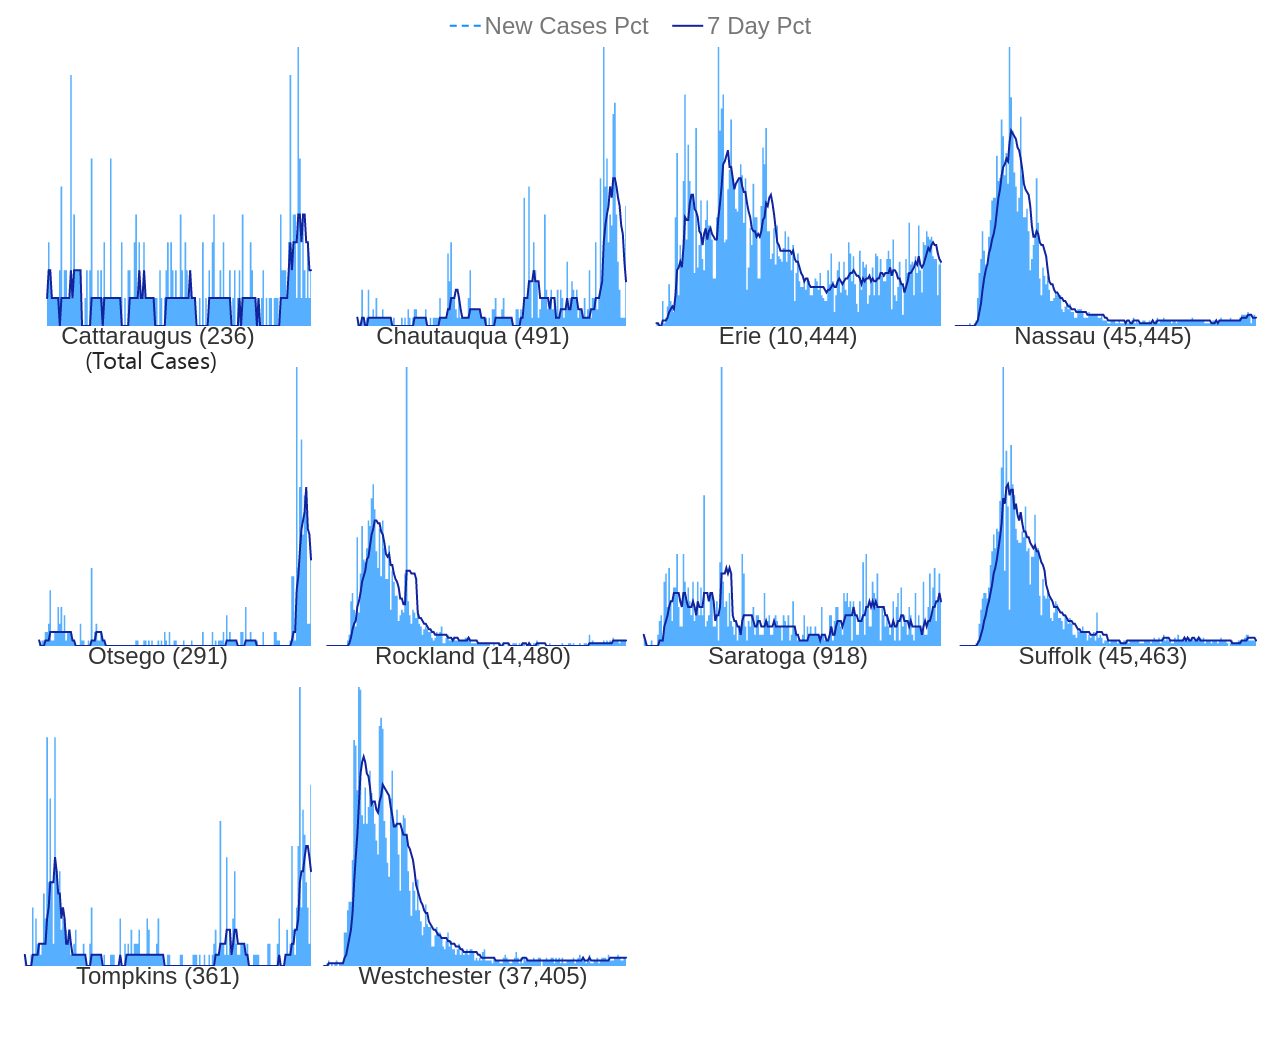 New Cases Pct 7 Day Pct
Cattaraugus (236) Chautauqua (491) Erie (10,444) Nassau (45,445)
(Total Cases)
Otsego (291) Rockland (14,480) Saratoga (918) Suffolk (45,463)
Tompkins (361) Westchester (37,405)